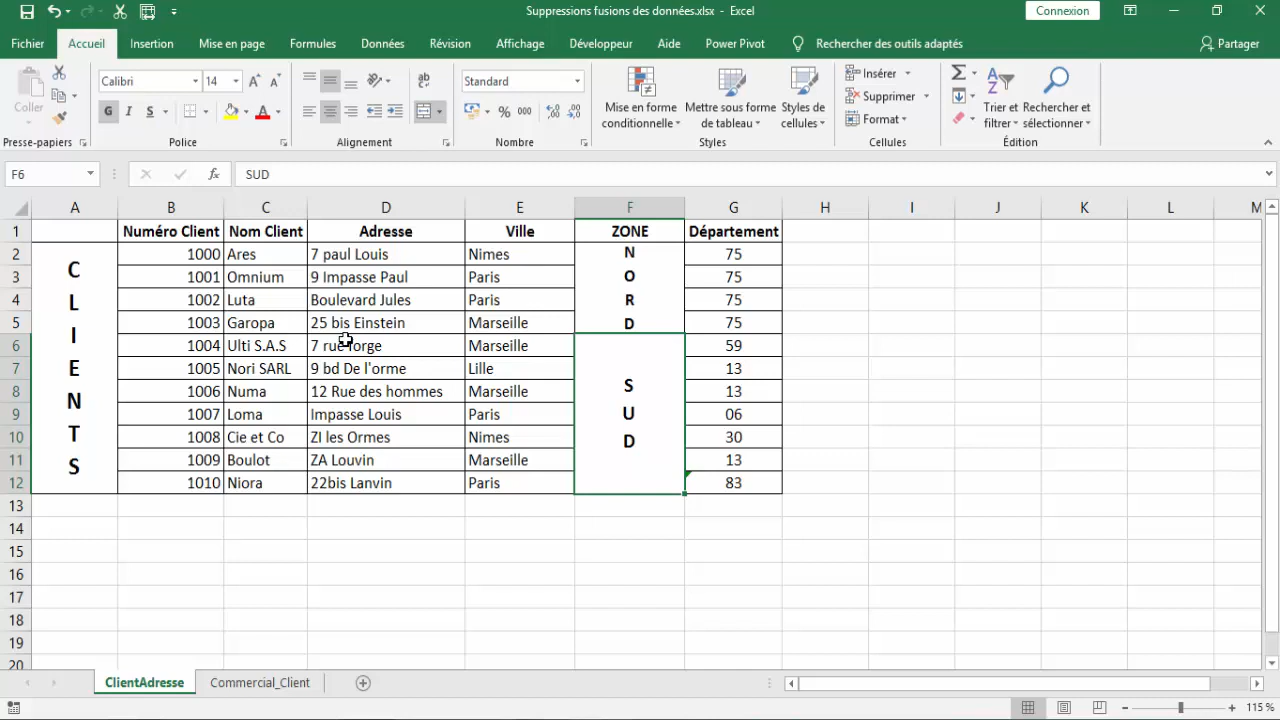 Suppressions fusions des données.xlsx - Excel
Connexion
Fichier Accueil Insertion Mise en page Formules Données Révision Affichage Développeur Aide Power Pivot Rechercher des outils adaptés Partager
Coller
Presse-papiers
Calibri 14
G I S
Police
Alignement
Standard
% 000
Nombre
Mise en forme conditionnelle
Mettre sous forme de tableau
Styles de cellules
Styles
Insérer
Supprimer
Format
Cellules
Trier et filtrer
Rechercher et sélectionner
Édition
F6 fx SUD
A B C D E F G H I J K L M
1 Numéro Client Nom Client Adresse Ville ZONE Département
2 1000 Ares 7 paul Louis Nimes 75
3 1001 Omnium 9 Impasse Paul Paris 75
4 1002 Luta Boulevard Jules Paris 75
5 1003 Garopa 25 bis Einstein Marseille 75
6 1004 Ulti S.A.S 7 rue forge Marseille 59
7 1005 Nori SARL 9 bd De l'orme Lille 13
8 1006 Numa 12 Rue des hommes Marseille 13
9 1007 Loma Impasse Louis Paris 06
10 1008 Cie et Co ZI les Ormes Nimes 30
11 1009 Boulot ZA Louvin Marseille 13
12 1010 Niora 22bis Lanvin Paris 83
CLIENTS
NORD
SUD
13
14
15
16
17
18
19
20
ClientAdresse Commercial_Client
115 %